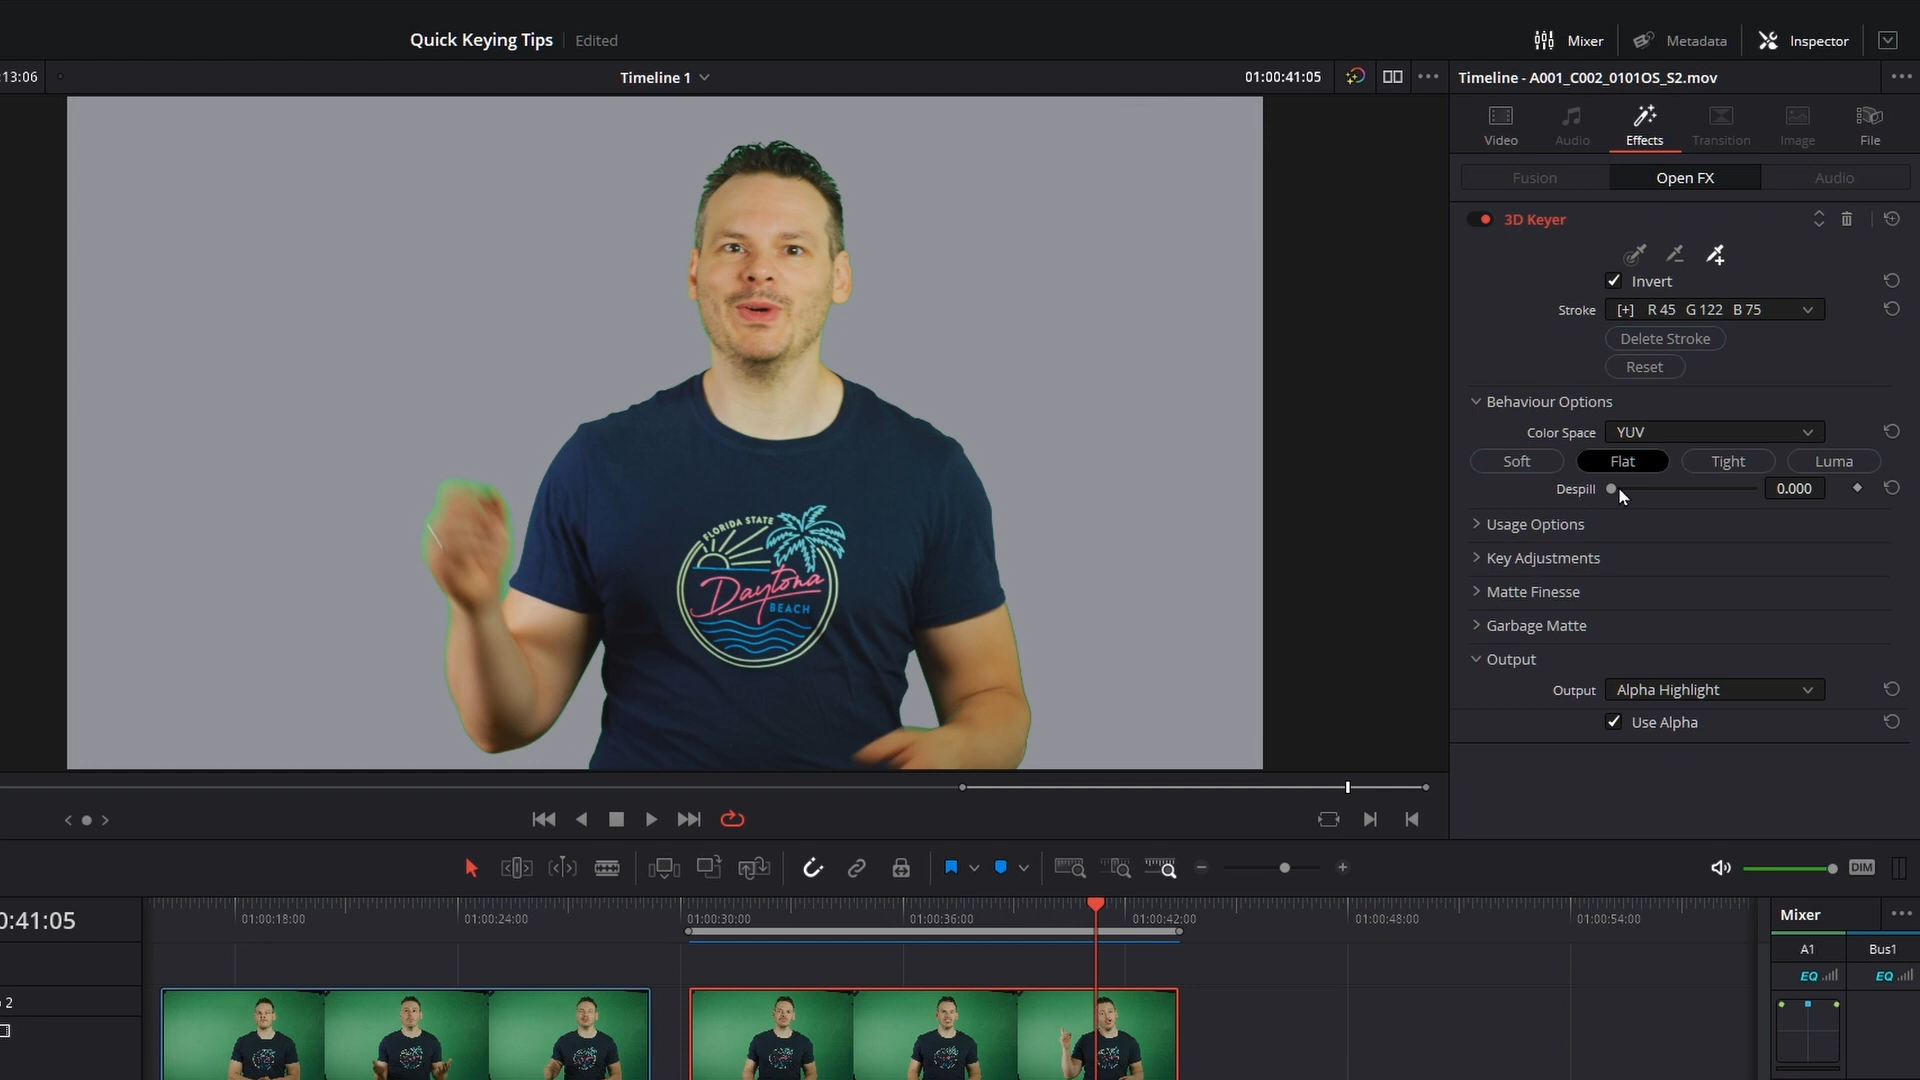 Quick Keying Tips
Edited
Mixer
Metadata
Inspector
:13:06
Timeline 1
01:00:41:05
Timeline - A001_C002_0101OS_S2.mov
Video
Audio
Effects
Transition
Image
File
Fusion
Open FX
Audio
3D Keyer
Invert
Stroke
[+] R 45 G 122 B 75
Delete Stroke
Reset
Behaviour Options
Color Space
YUV
Soft
Flat
Tight
Luma
Despill
0.000
Usage Options
Key Adjustments
Matte Finesse
Garbage Matte
Output
Output
Alpha Highlight
Use Alpha
FLORIDA STATE
Daytona
BEACH
DIM
0:41:05
01:00:18:00
01:00:24:00
01:00:30:00
01:00:36:00
01:00:42:00
01:00:48:00
01:00:54:00
Mixer
A1
Bus1
EQ
EQ
2